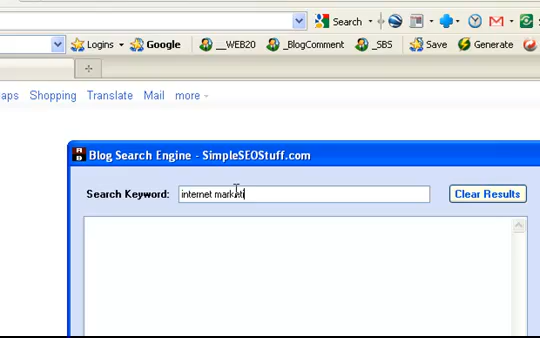 Search
Logins Google __WEB20 _BlogComment _SBS Save Generate
aps Shopping Translate Mail more
Blog Search Engine - SimpleSEOStuff.com
Search Keyword: internet marketi Clear Results